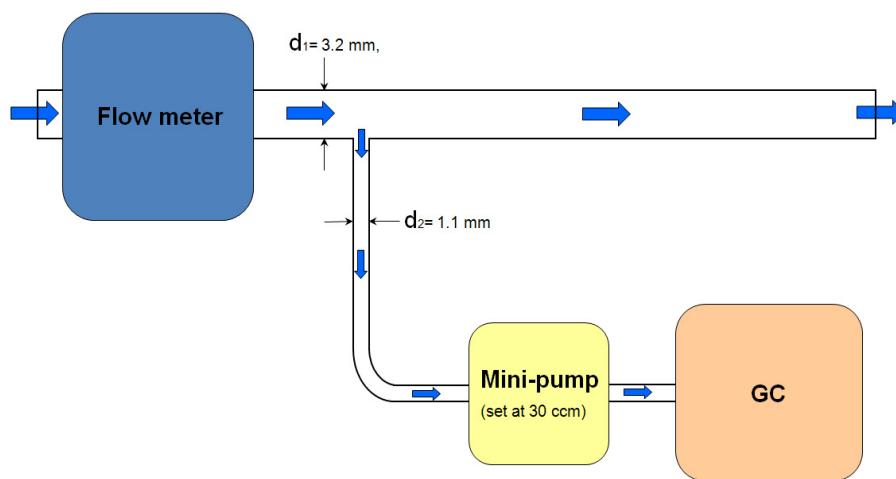 d₁= 3.2 mm,
Flow meter
d₂= 1.1 mm
Mini-pump
(set at 30 ccm)
GC